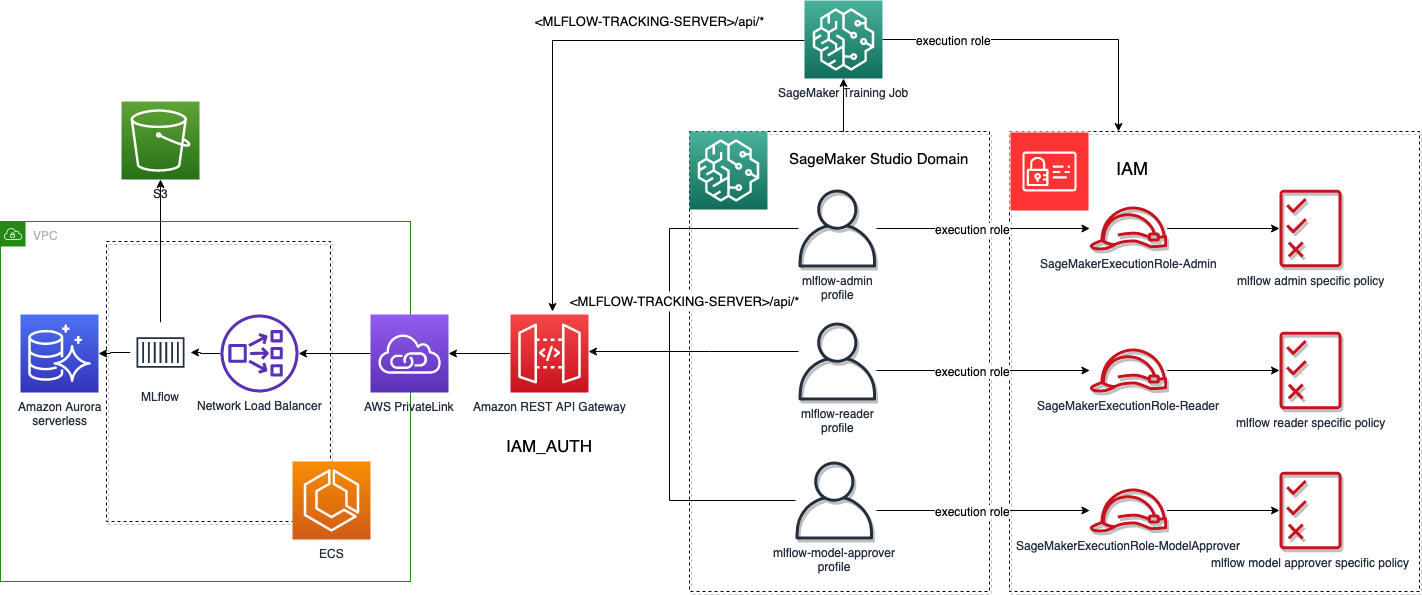 <MLFLOW-TRACKING-SERVER>/api/*
execution role
SageMaker Training Job
SageMaker Studio Domain
IAM
S3
VPC
execution role
SageMakerExecutionRole-Admin
mlflow-admin
profile
mlflow admin specific policy
<MLFLOW-TRACKING-SERVER>/api/*
MLflow
Amazon Aurora
serverless
Network Load Balancer
AWS PrivateLink
Amazon REST API Gateway
IAM_AUTH
execution role
mlflow-reader
profile
SageMakerExecutionRole-Reader
mlflow reader specific policy
ECS
execution role
mlflow-model-approver
profile
SageMakerExecutionRole-ModelApprover
mlflow model approver specific policy